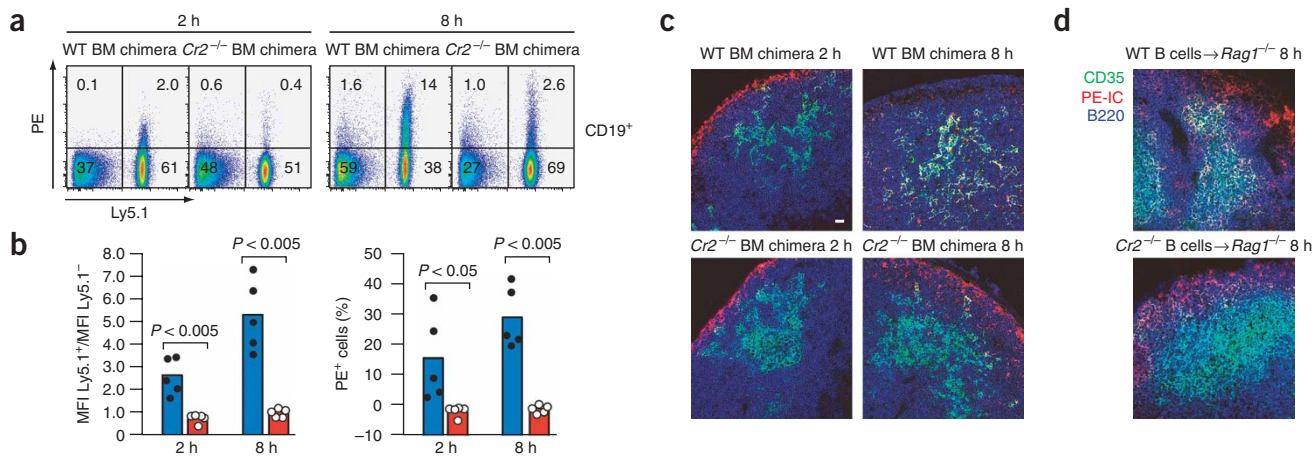 a
2 h
8 h
WT BM chimera Cr2–/– BM chimera
WT BM chimera Cr2–/– BM chimera
0.1 2.0 0.6 0.4
1.6 14 1.0 2.6
37 61 48 51
59 38 27 69
PE
Ly5.1
CD19+
b
MFI Ly5.1+/MFI Ly5.1–
8.0
7.0
6.0
5.0
4.0
3.0
2.0
1.0
0
P < 0.005
P < 0.005
2 h 8 h
PE+ cells (%)
50
40
30
20
10
0
–10
P < 0.05
P < 0.005
2 h 8 h
c
WT BM chimera 2 h
WT BM chimera 8 h
Cr2–/– BM chimera 2 h
Cr2–/– BM chimera 8 h
d
WT B cells→Rag1–/– 8 h
CD35
PE-IC
B220
Cr2–/– B cells→Rag1–/– 8 h